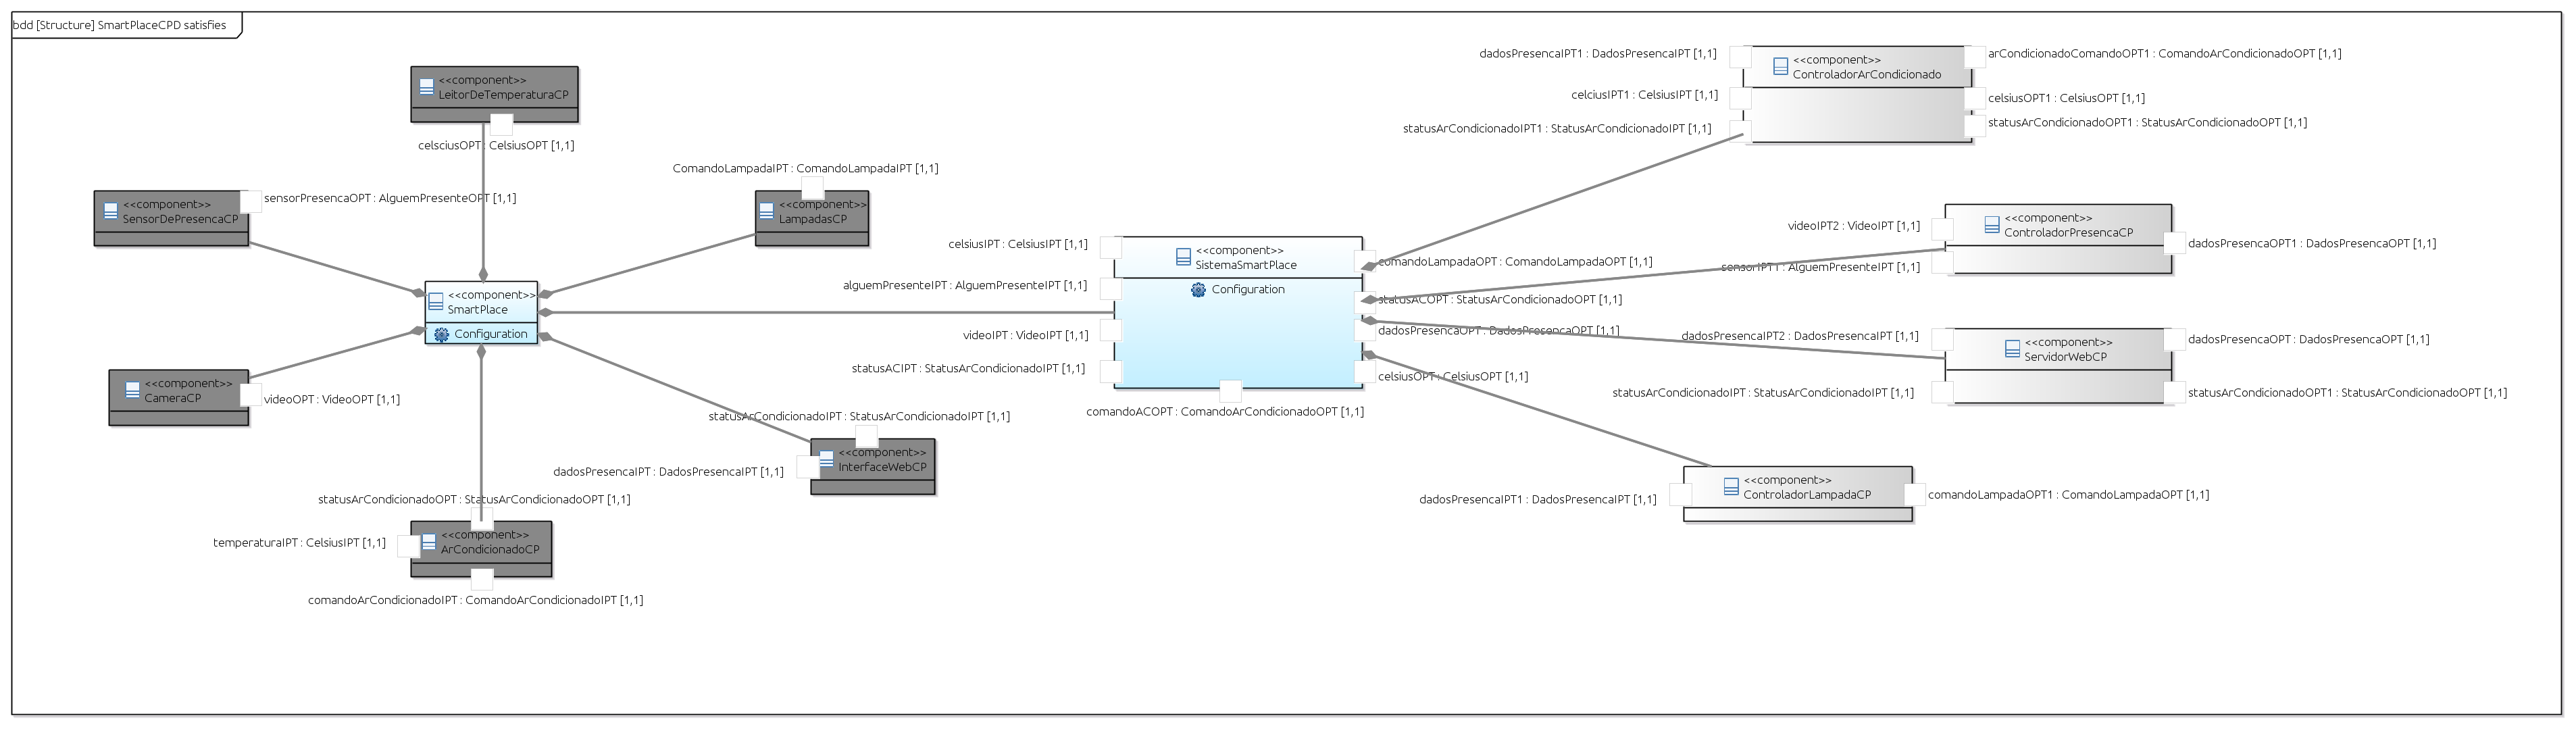 bdd [Structure] SmartPlaceCPD satisfies
<<component>>
LeitorDeTemperaturaCP
celsciusOPT : CelsiusOPT [1,1]
<<component>>
SensorDePresencaCP
sensorPresencaOPT : AlguemPresenteOPT [1,1]
ComandoLampadaIPT : ComandoLampadaIPT [1,1]
<<component>>
LampadasCP
<<component>>
SmartPlace
Configuration
<<component>>
CameraCP
videoOPT : VideoOPT [1,1]
statusArCondicionadoIPT : StatusArCondicionadoIPT [1,1]
dadosPresencaIPT : DadosPresencaIPT [1,1]
<<component>>
InterfaceWebCP
statusArCondicionadoOPT : StatusArCondicionadoOPT [1,1]
temperaturaIPT : CelsiusIPT [1,1]
<<component>>
ArCondicionadoCP
comandoArCondicionadoIPT : ComandoArCondicionadoIPT [1,1]
celsiusIPT : CelsiusIPT [1,1]
alguemPresenteIPT : AlguemPresenteIPT [1,1]
videoIPT : VideoIPT [1,1]
statusACIPT : StatusArCondicionadoIPT [1,1]
<<component>>
SistemaSmartPlace
Configuration
comandoACOPT : ComandoArCondicionadoOPT [1,1]
comandoLampadaOPT : ComandoLampadaOPT [1,1]
statusACOPT : StatusArCondicionadoOPT [1,1]
dadosPresencaOPT : DadosPresencaOPT [1,1]
celsiusOPT : CelsiusOPT [1,1]
dadosPresencaIPT1 : DadosPresencaIPT [1,1]
celciusIPT1 : CelsiusIPT [1,1]
statusArCondicionadoIPT1 : StatusArCondicionadoIPT [1,1]
<<component>>
ControladorArCondicionado
arCondicionadoComandoOPT1 : ComandoArCondicionadoOPT [1,1]
celsiusOPT1 : CelsiusOPT [1,1]
statusArCondicionadoOPT1 : StatusArCondicionadoOPT [1,1]
videoIPT2 : VideoIPT [1,1]
sensorIPT1 : AlguemPresenteIPT [1,1]
<<component>>
ControladorPresencaCP
dadosPresencaOPT1 : DadosPresencaOPT [1,1]
dadosPresencaIPT2 : DadosPresencaIPT [1,1]
statusArCondicionadoIPT : StatusArCondicionadoIPT [1,1]
<<component>>
ServidorWebCP
dadosPresencaOPT : DadosPresencaOPT [1,1]
statusArCondicionadoOPT1 : StatusArCondicionadoOPT [1,1]
dadosPresencaIPT1 : DadosPresencaIPT [1,1]
<<component>>
ControladorLampadaCP
comandoLampadaOPT1 : ComandoLampadaOPT [1,1]